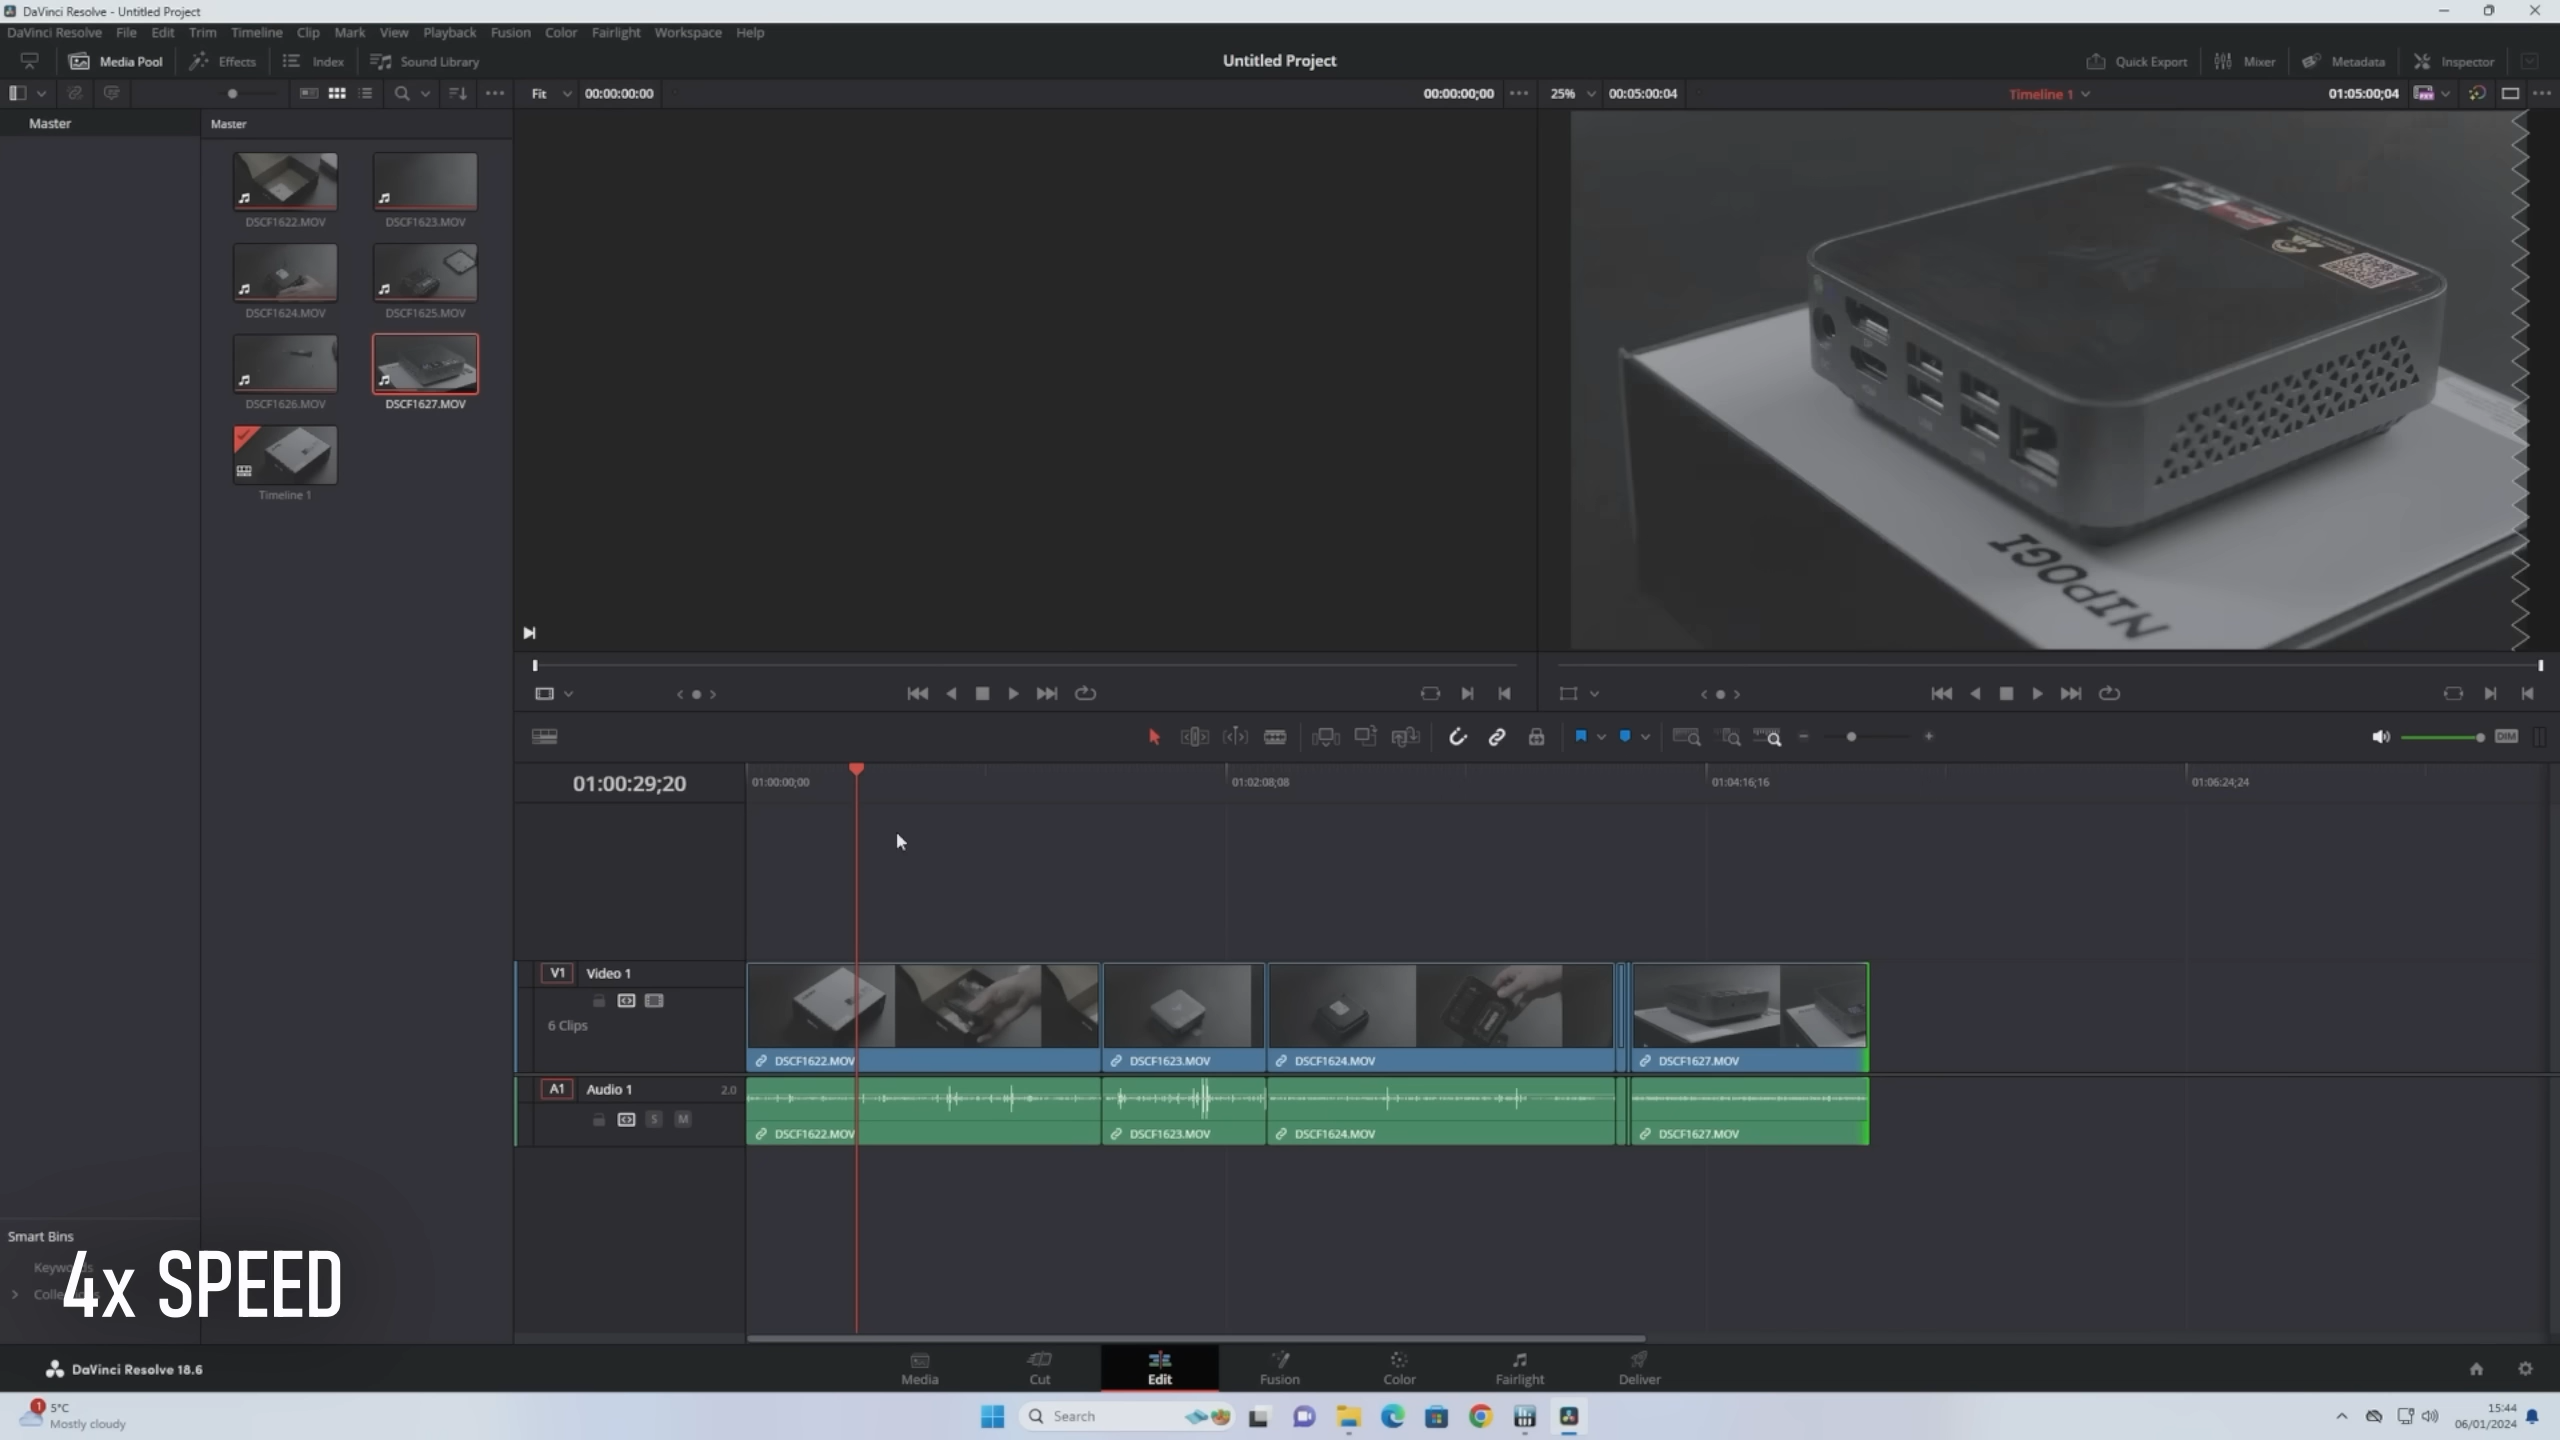 DaVinci Resolve - Untitled Project
DaVinci Resolve File Edit Trim Timeline Clip Mark View Playback Fusion Color Fairlight Workspace Help
Media Pool Effects Index Sound Library Untitled Project Quick Export Mixer Metadata Inspector
Fit 00:00:00:00 00:00:00;00 25% 00:05:00:04 Timeline 1 01:05:00;04
Master Master
DSCF1622.MOV DSCF1623.MOV
DSCF1624.MOV DSCF1625.MOV
DSCF1626.MOV DSCF1627.MOV
Timeline 1
NIPOGI
DIM
01:00:29;20 01:00:00;00 01:02:08;08 01:04:16;16 01:06:24;24
V1 Video 1
6 Clips
DSCF1622.MOV DSCF1623.MOV DSCF1624.MOV DSCF1627.MOV
A1 Audio 1 2.0
S M
DSCF1622.MOV DSCF1623.MOV DSCF1624.MOV DSCF1627.MOV
Smart Bins
4x SPEED
DaVinci Resolve 18.6 Media Cut Edit Fusion Color Fairlight Deliver
1 5°C
Mostly cloudy
Search
15:44
06/01/2024